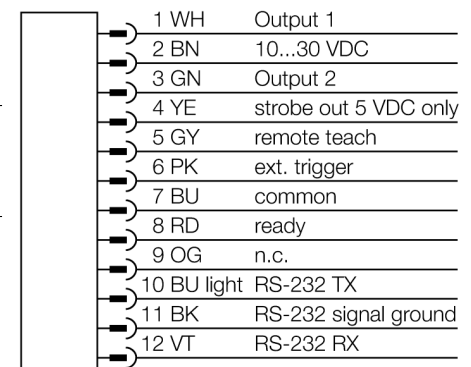 1 WH Output 1
2 BN 10...30 VDC
3 GN Output 2
4 YE strobe out 5 VDC only
5 GY remote teach
6 PK ext. trigger
7 BU common
8 RD ready
9 OG n.c.
10 BU light RS-232 TX
11 BK RS-232 signal ground
12 VT RS-232 RX